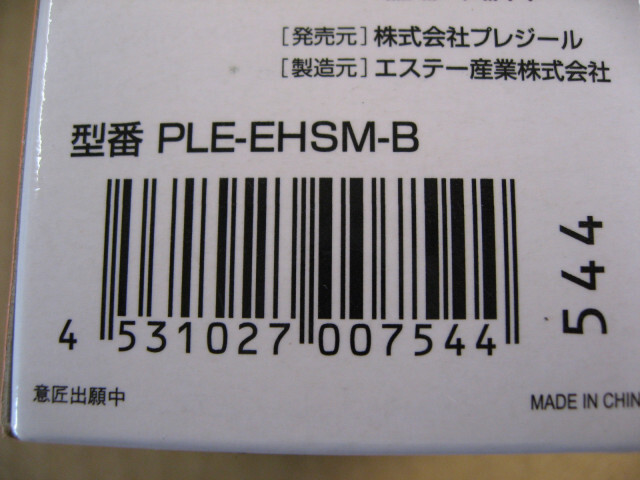 [発売元] 株式会社プレジール
[製造元] エステー産業株式会社
型番 PLE-EHSM-B
4 531027 007544
544
意匠出願中
MADE IN CHIN